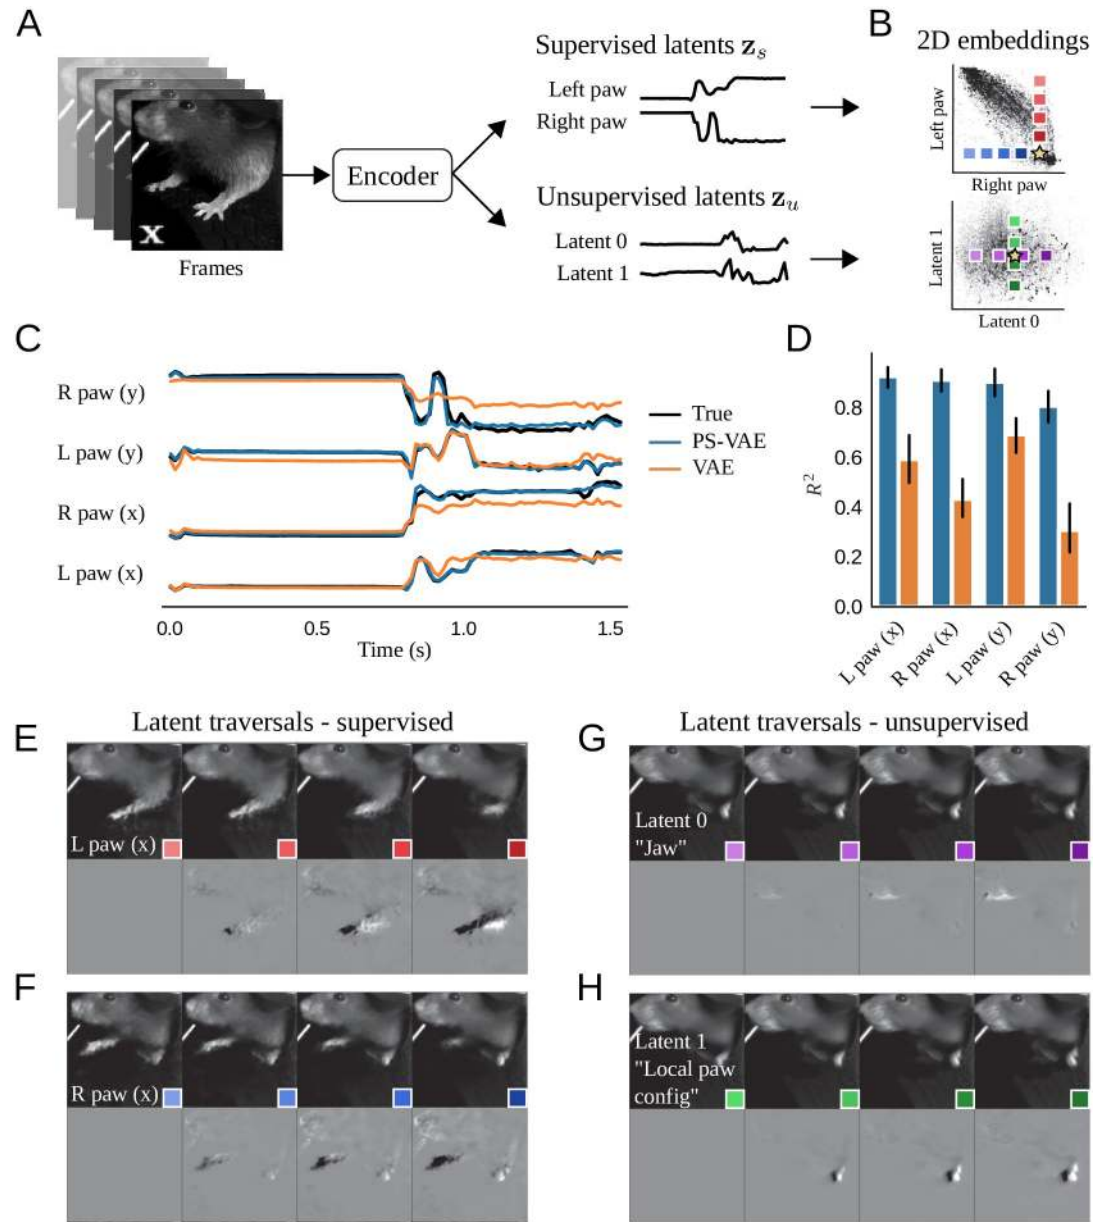 A
Supervised latents z_s
Left paw
Right paw
Encoder
Unsupervised latents z_u
Latent 0
Latent 1
x
Frames
B
2D embeddings
Left paw
Right paw
Latent 1
Latent 0
C
R paw (y)
L paw (y)
R paw (x)
L paw (x)
True
PS-VAE
VAE
0.0 0.5 1.0 1.5
Time (s)
D
R²
0.8
0.6
0.4
0.2
0.0
L paw (x)
R paw (x)
L paw (y)
R paw (y)
Latent traversals - supervised
E
L paw (x)
F
R paw (x)
Latent traversals - unsupervised
G
Latent 0
"Jaw"
H
Latent 1
"Local paw
config"